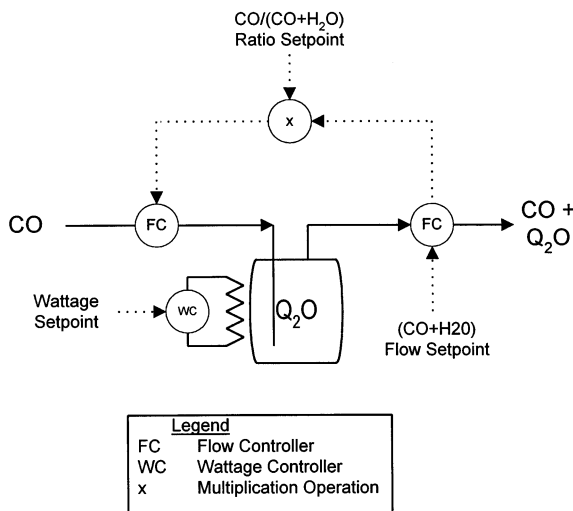 CO/(CO+H2O)
Ratio Setpoint
x
CO
FC
FC
CO +
Q2O
Wattage
Setpoint
WC
Q2O
(CO+H20)
Flow Setpoint
Legend
FC Flow Controller
WC Wattage Controller
x Multiplication Operation